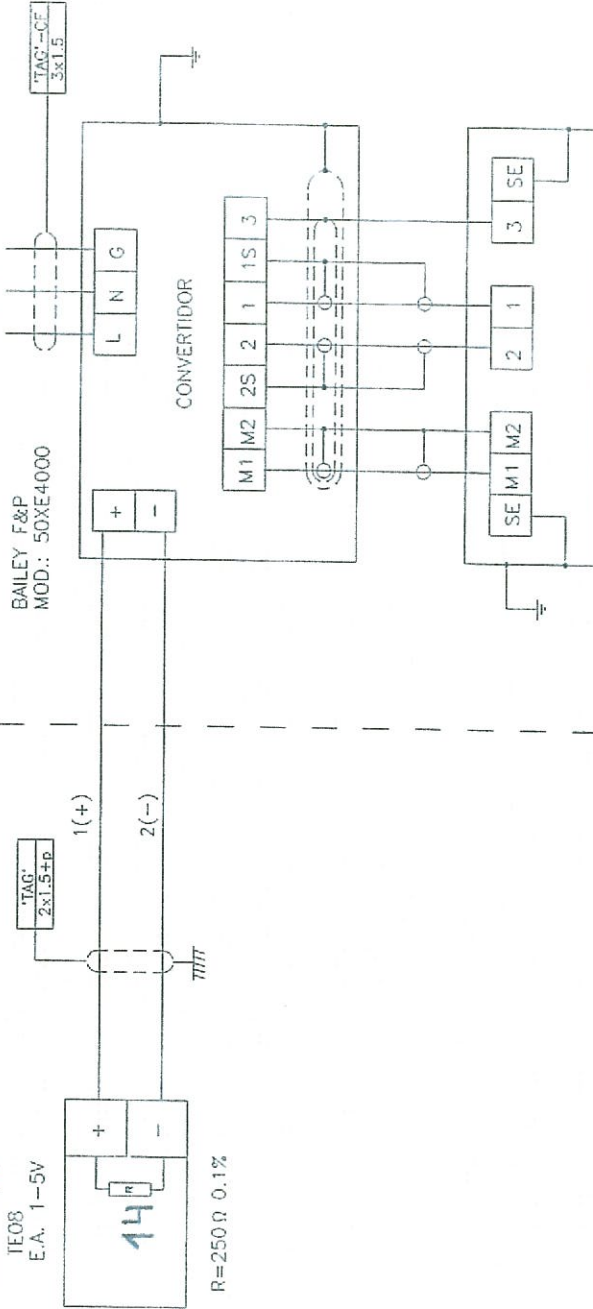 TE08
E.A. 1-5V
+
-
R
14
R=250Ω 0.1%
'TAG'
2x1.5+p
1(+)
2(-)
BAILEY F&P
MOD.: 50XE4000
'TAG'-CF
3x1.5
L N G
+
-
CONVERTIDOR
M1 M2 2S 2 1 1S 3
SE M1 M2 2 1 3 SE